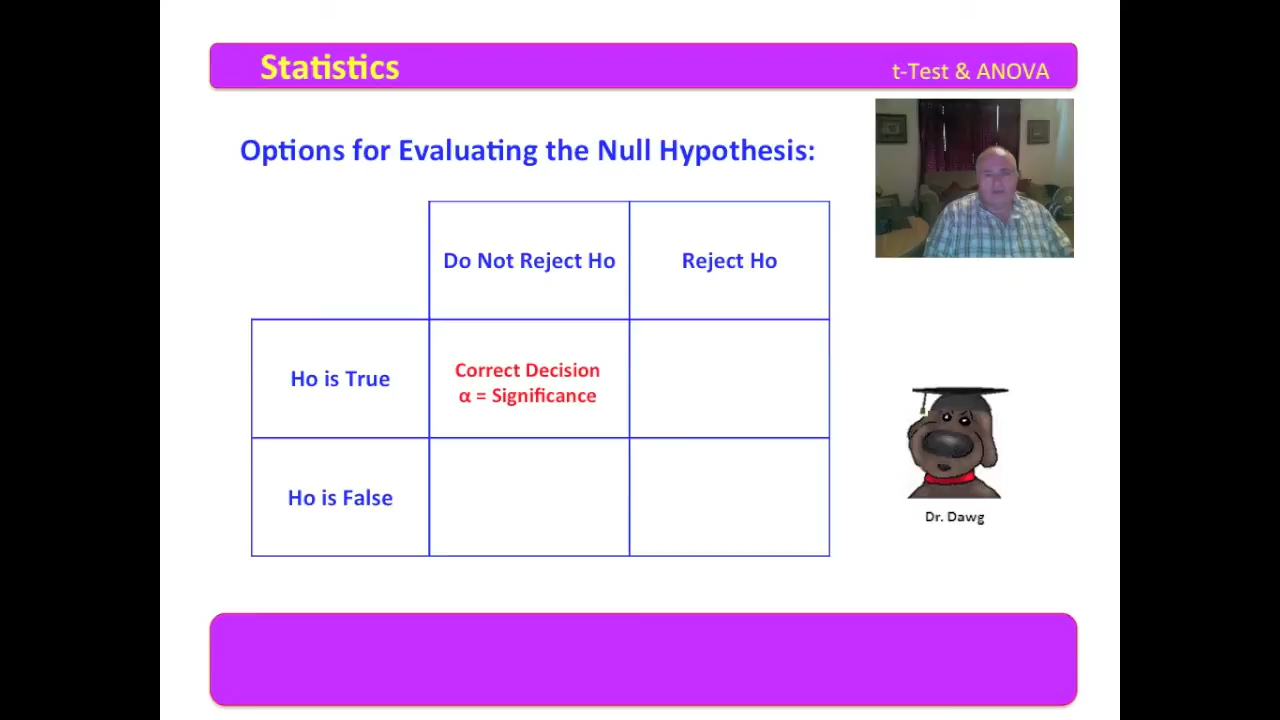 Statistics
t-Test & ANOVA
Options for Evaluating the Null Hypothesis:
Do Not Reject Ho
Reject Ho
Ho is True
Correct Decision
α = Significance
Ho is False
Dr. Dawg